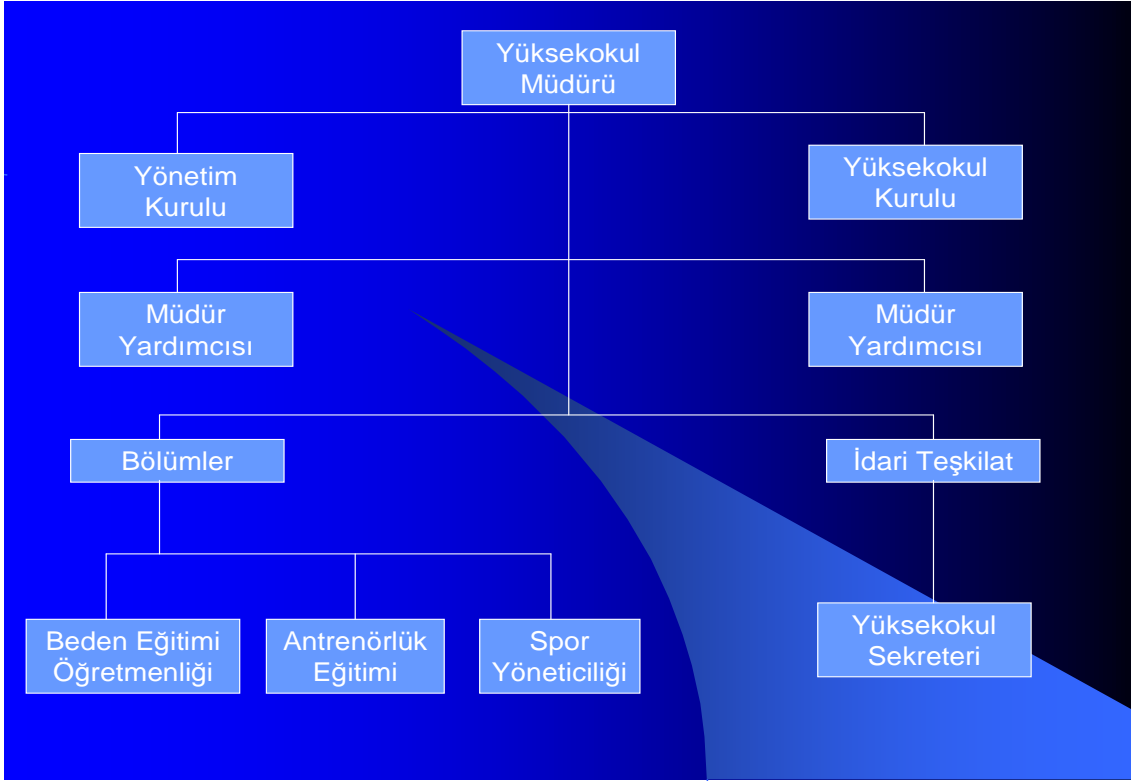 Yüksekokul
Müdürü
Yönetim
Kurulu
Yüksekokul
Kurulu
Müdür
Yardımcısı
Müdür
Yardımcısı
Bölümler
İdari Teşkilat
Beden Eğitimi
Öğretmenliği
Antrenörlük
Eğitimi
Spor
Yöneticiliği
Yüksekokul
Sekreteri